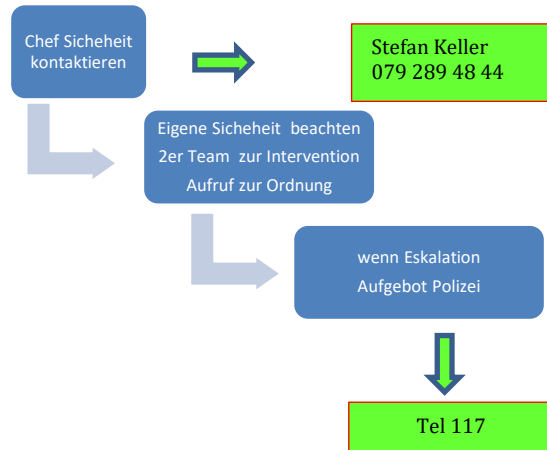 Chef Sicheheit
kontaktieren
Stefan Keller
079 289 48 44
Eigene Sicheheit beachten
2er Team zur Intervention
Aufruf zur Ordnung
wenn Eskalation
Aufgebot Polizei
Tel 117